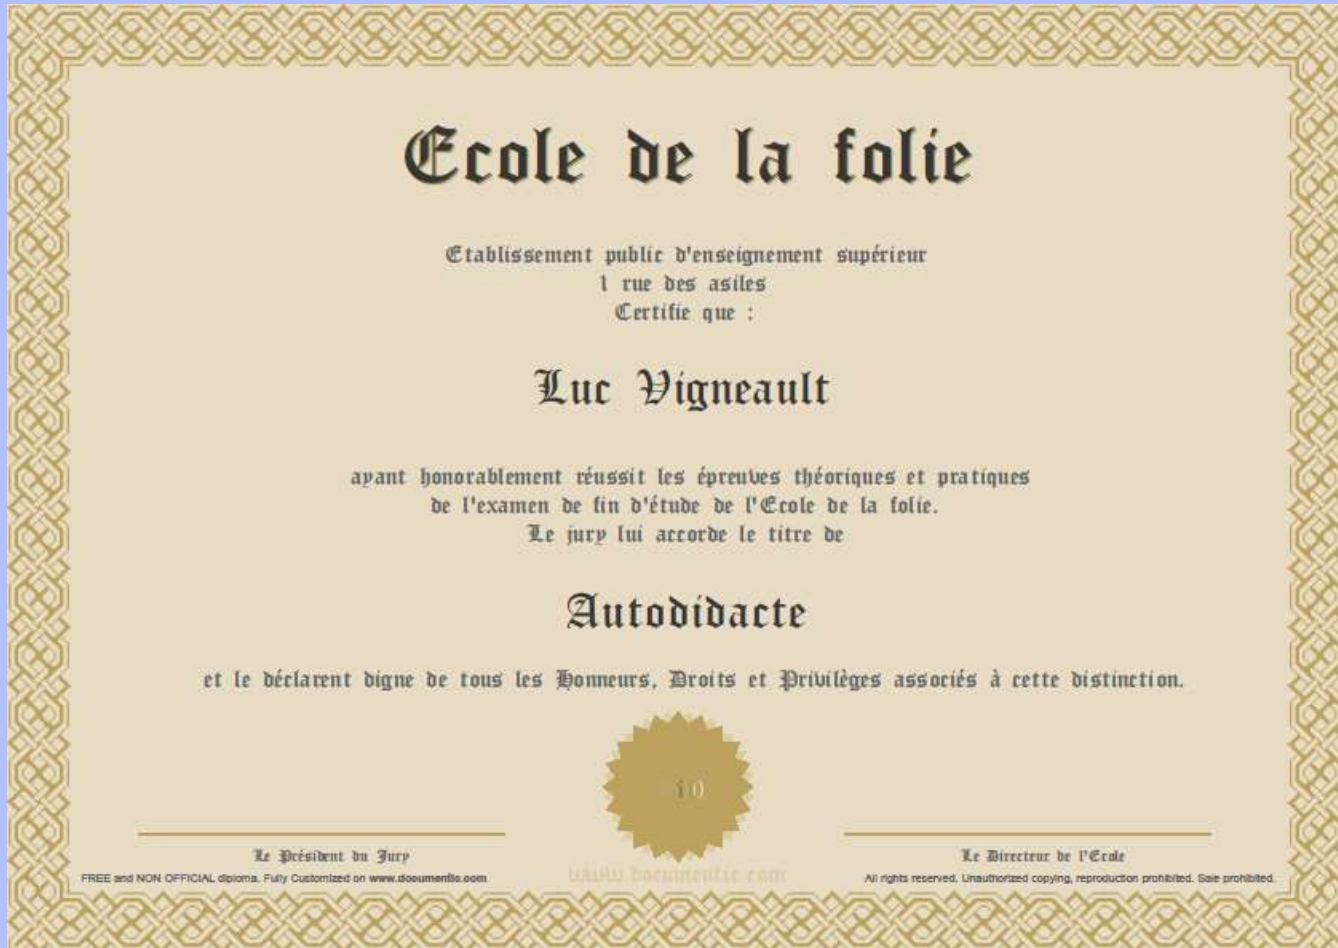 Ecole de la folie
Etablissement public d'enseignement supérieur
1 rue des asiles
Certifie que :
Luc Vigneault
ayant honorablement réussit les épreuves théoriques et pratiques
de l'examen de fin d'étude de l'Ecole de la folie.
Le jury lui accorde le titre de
Autodidacte
et le déclarent digne de tous les Honneurs, Droits et Privilèges associés à cette distinction.
Le Président du Jury
Le Directeur de l'Ecole
FREE and NON OFFICIAL diploma. Fully Customized on www.documentic.com
www.documentic.com
All rights reserved. Unauthorized copying, reproduction prohibited. Sale prohibited.